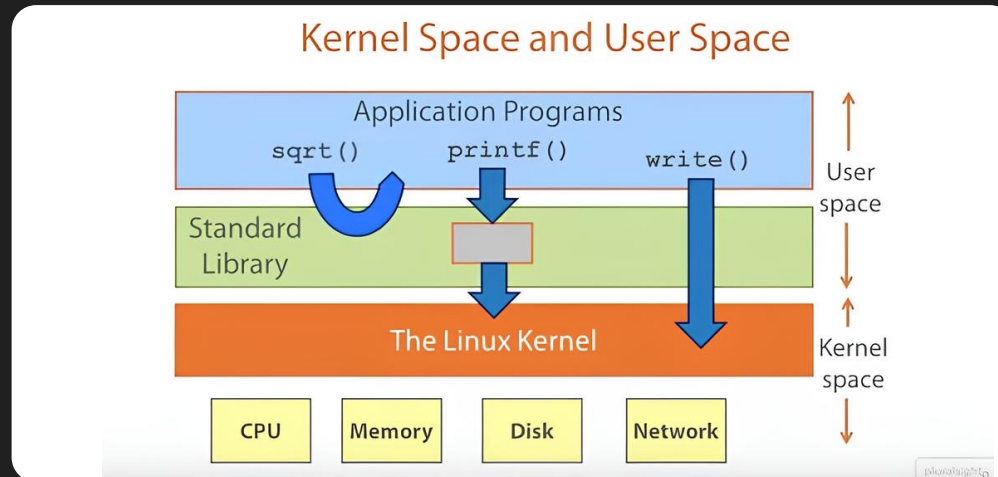 Kernel Space and User Space
Application Programs
sqrt()
printf()
write()
User
space
Standard
Library
The Linux Kernel
Kernel
space
CPU
Memory
Disk
Network